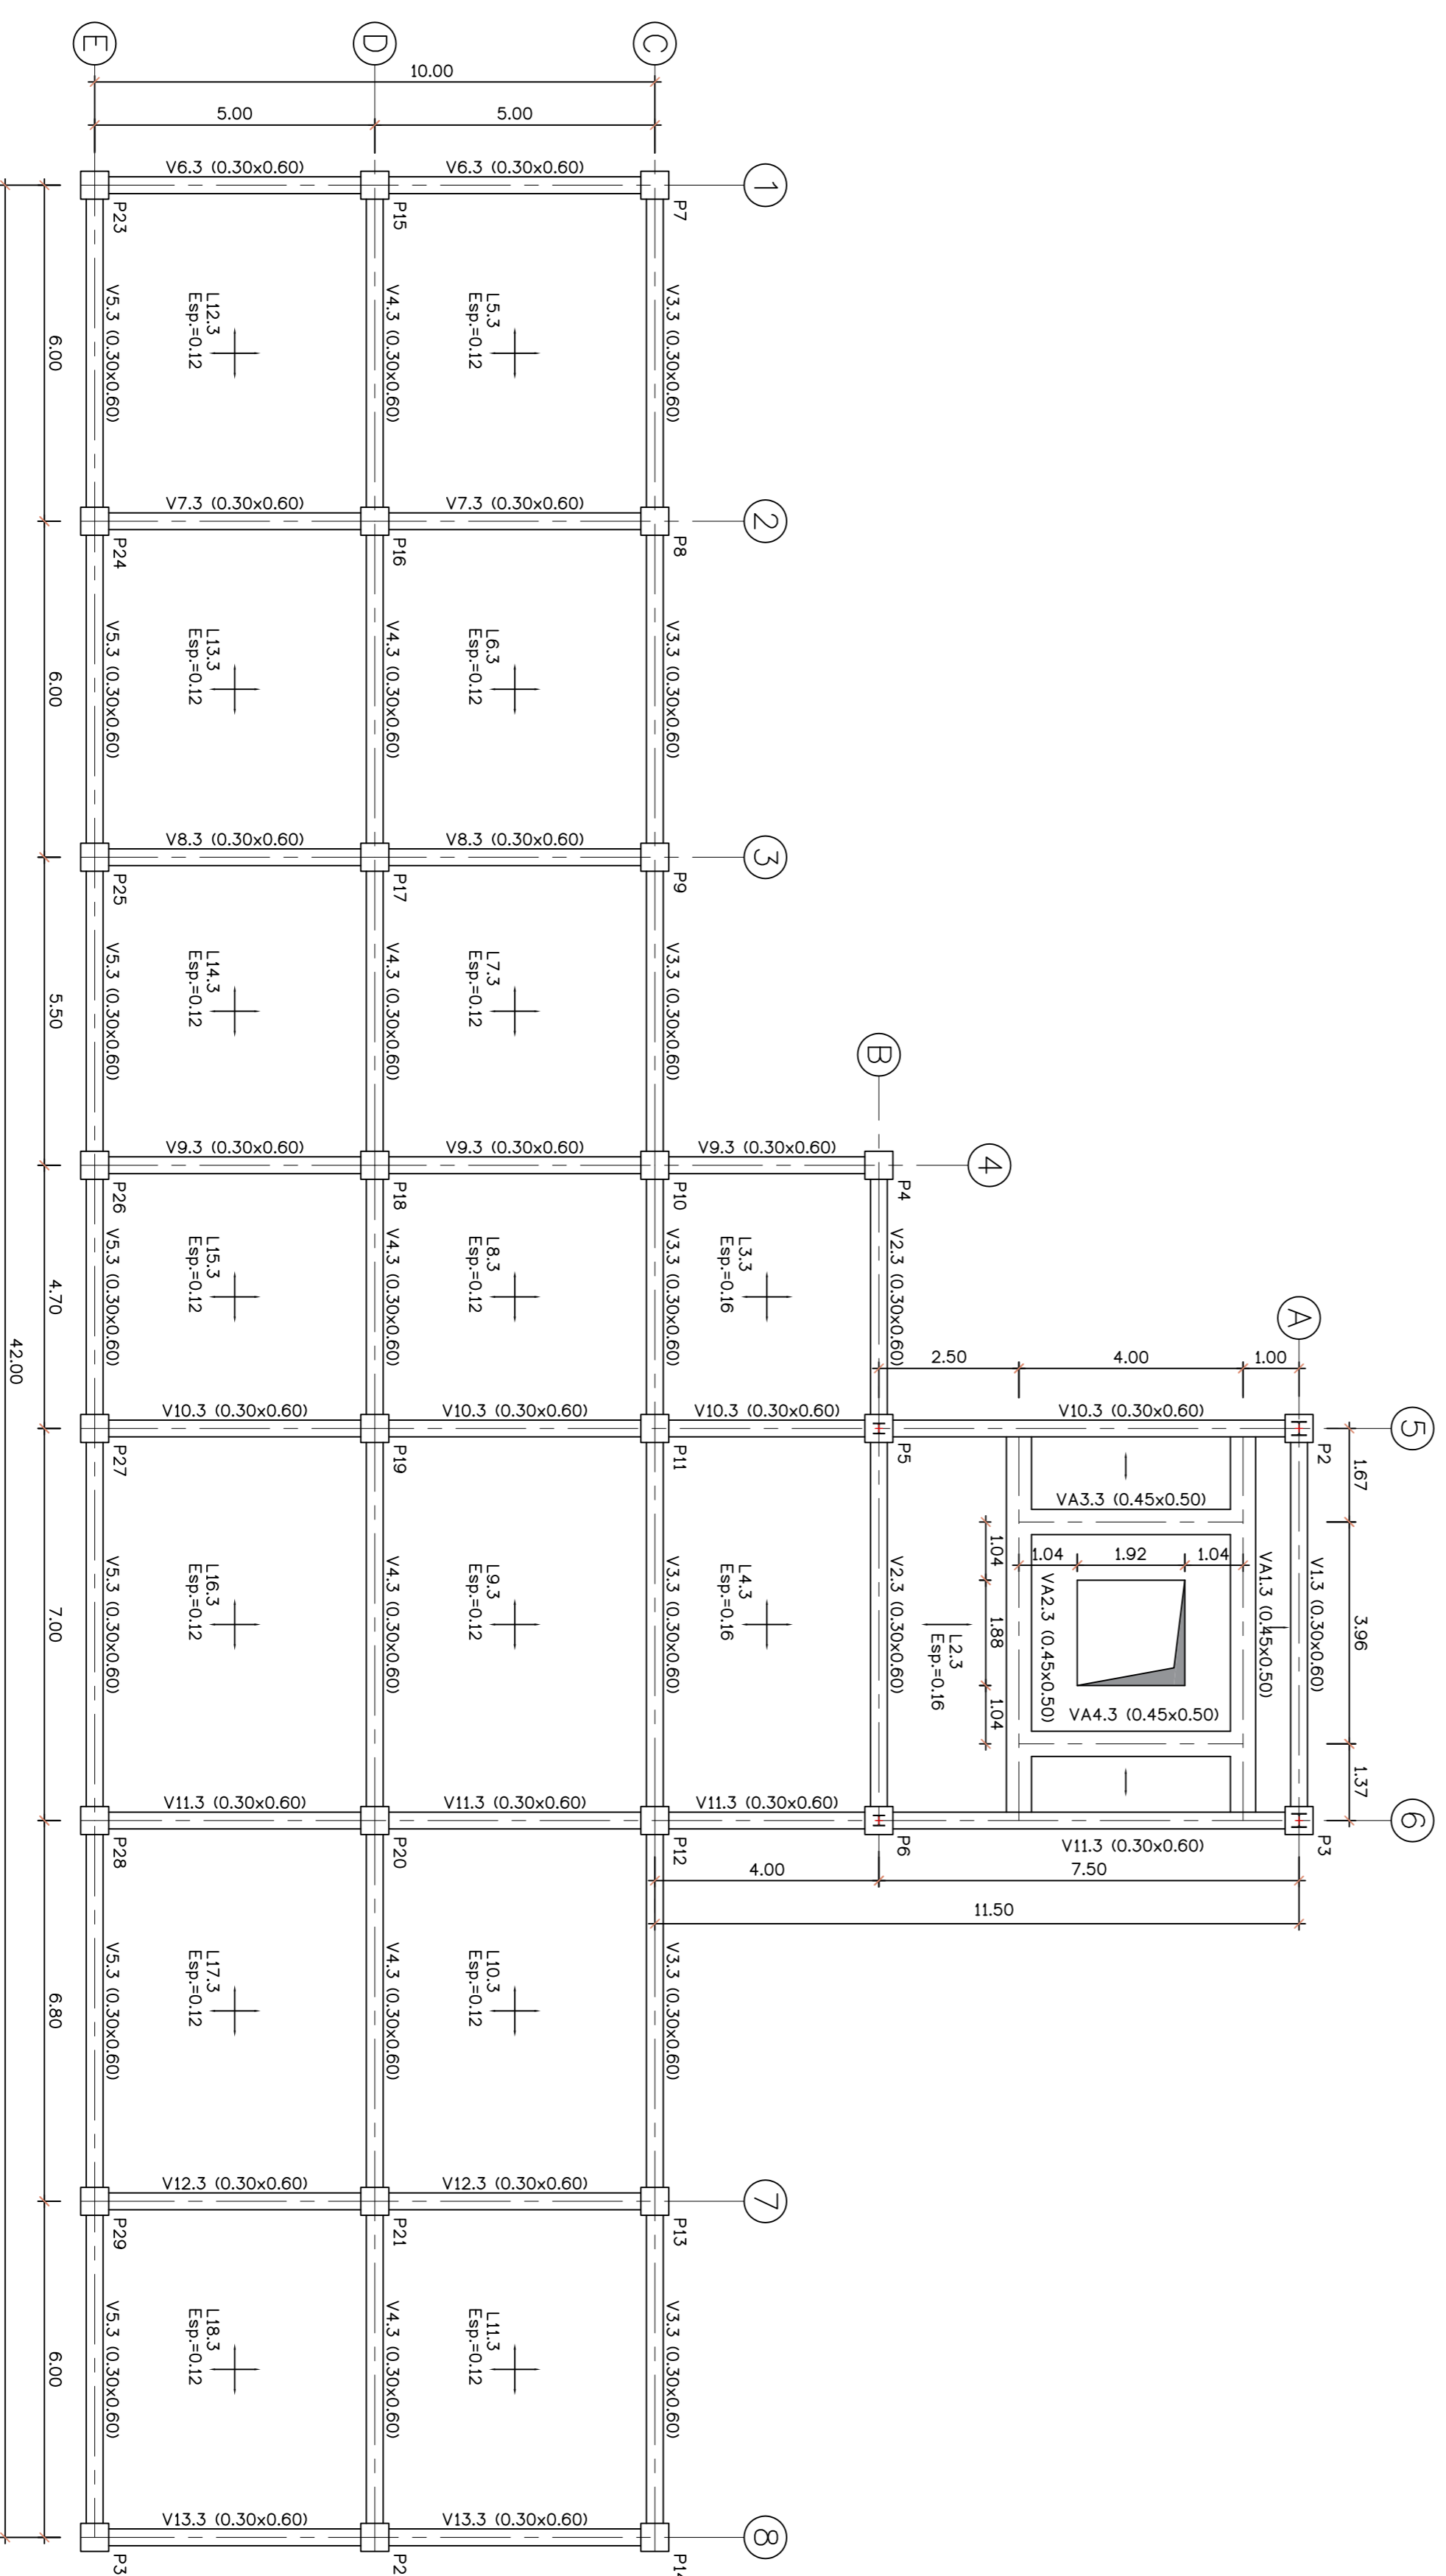 E
D
C
10.00
5.00
5.00
V6.3 (0.30x0.60)
V6.3 (0.30x0.60)
1
P23
P15
P7
V5.3 (0.30x0.60)
L12.3
Esp.=0.12
V4.3 (0.30x0.60)
L5.3
Esp.=0.12
V3.3 (0.30x0.60)
6.00
V7.3 (0.30x0.60)
V7.3 (0.30x0.60)
2
P24
P16
P8
V5.3 (0.30x0.60)
L13.3
Esp.=0.12
V4.3 (0.30x0.60)
L6.3
Esp.=0.12
V3.3 (0.30x0.60)
6.00
V8.3 (0.30x0.60)
V8.3 (0.30x0.60)
3
P25
P17
P9
V5.3 (0.30x0.60)
L14.3
Esp.=0.12
V4.3 (0.30x0.60)
L7.3
Esp.=0.12
V3.3 (0.30x0.60)
5.50
B
V9.3 (0.30x0.60)
V9.3 (0.30x0.60)
V9.3 (0.30x0.60)
4
P26
P18
P10
P4
V5.3 (0.30x0.60)
L15.3
Esp.=0.12
V4.3 (0.30x0.60)
L8.3
Esp.=0.12
V3.3 (0.30x0.60)
L3.3
Esp.=0.16
V2.3 (0.30x0.60)
4.70
42.00
A
2.50
4.00
1.00
V10.3 (0.30x0.60)
V10.3 (0.30x0.60)
V10.3 (0.30x0.60)
V10.3 (0.30x0.60)
5
P27
P19
P11
P5
P2
1.67
VA3.3 (0.45x0.50)
1.04
1.04
1.92
1.04
VA1.3 (0.45x0.50)
V1.3 (0.30x0.60)
VA2.3 (0.45x0.50)
3.96
1.88
V5.3 (0.30x0.60)
L16.3
Esp.=0.12
V4.3 (0.30x0.60)
L9.3
Esp.=0.12
V3.3 (0.30x0.60)
L4.3
Esp.=0.16
V2.3 (0.30x0.60)
L2.3
Esp.=0.16
7.00
1.04
VA4.3 (0.45x0.50)
1.37
V11.3 (0.30x0.60)
V11.3 (0.30x0.60)
V11.3 (0.30x0.60)
V11.3 (0.30x0.60)
6
P28
P20
P12
P6
P3
4.00
7.50
11.50
V5.3 (0.30x0.60)
L17.3
Esp.=0.12
V4.3 (0.30x0.60)
L10.3
Esp.=0.12
V3.3 (0.30x0.60)
6.80
V12.3 (0.30x0.60)
V12.3 (0.30x0.60)
7
P29
P21
P13
V5.3 (0.30x0.60)
L18.3
Esp.=0.12
V4.3 (0.30x0.60)
L11.3
Esp.=0.12
V3.3 (0.30x0.60)
6.00
V13.3 (0.30x0.60)
V13.3 (0.30x0.60)
8
P3
P2